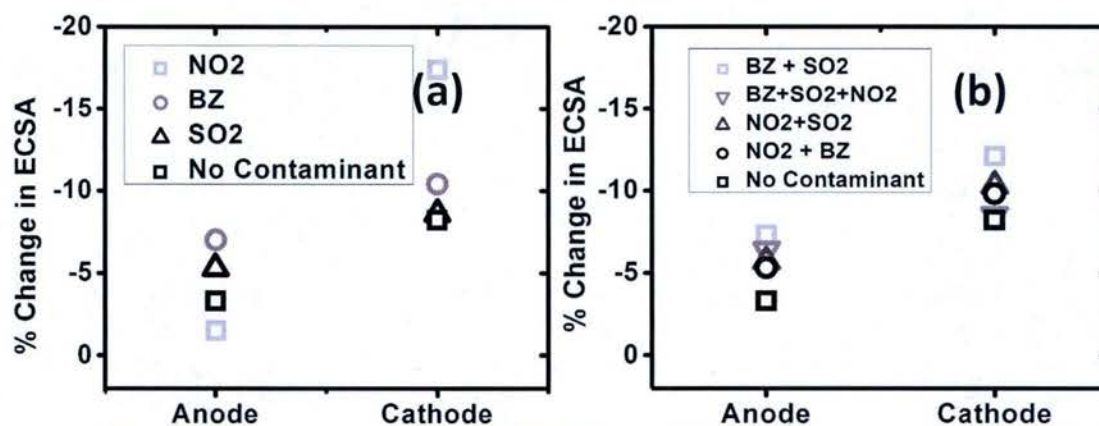 % Change in ECSA
-20
-15
-10
-5
0
NO2
BZ
SO2
No Contaminant
(a)
Anode
Cathode
% Change in ECSA
-20
-15
-10
-5
0
BZ + SO2
BZ+SO2+NO2
NO2+SO2
NO2 + BZ
No Contaminant
(b)
Anode
Cathode